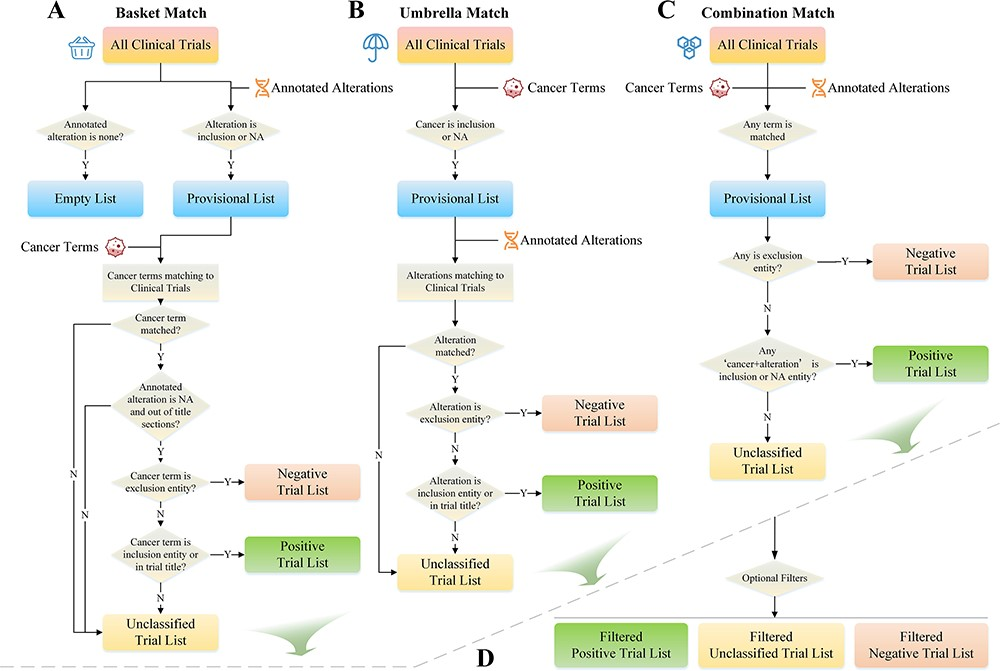 A
Basket Match
All Clinical Trials
Annotated Alterations
Annotated
alteration is none?
Alteration is
inclusion or NA
Y
Y
Empty List
Provisional List
Cancer Terms
Cancer terms matching to
Clinical Trials
Cancer term
matched?
Y
Annotated
alteration is NA
and out of title
sections?
N
Y
Cancer term is
exclusion entity?
Y
Negative
Trial List
N
N
Cancer term is
inclusion entity or
in trial title?
Y
Positive
Trial List
N
Unclassified
Trial List
B
Umbrella Match
All Clinical Trials
Cancer Terms
Cancer is inclusion
or NA
Y
Provisional List
Annotated Alterations
Alterations matching to
Clinical Trials
Alteration
matched?
Y
Alteration is
exclusion entity?
Y
Negative
Trial List
N
N
Alteration is
inclusion entity or
in trial title?
Y
Positive
Trial List
N
Unclassified
Trial List
C
Combination Match
All Clinical Trials
Cancer Terms
Annotated Alterations
Any term is
matched
Provisional List
Any is exclusion
entity?
Y
Negative
Trial List
N
Any
‘cancer+alteration’ is
inclusion or NA entity?
Y
Positive
Trial List
N
Unclassified
Trial List
D
Optional Filters
Filtered
Positive Trial List
Filtered
Unclassified Trial List
Filtered
Negative Trial List